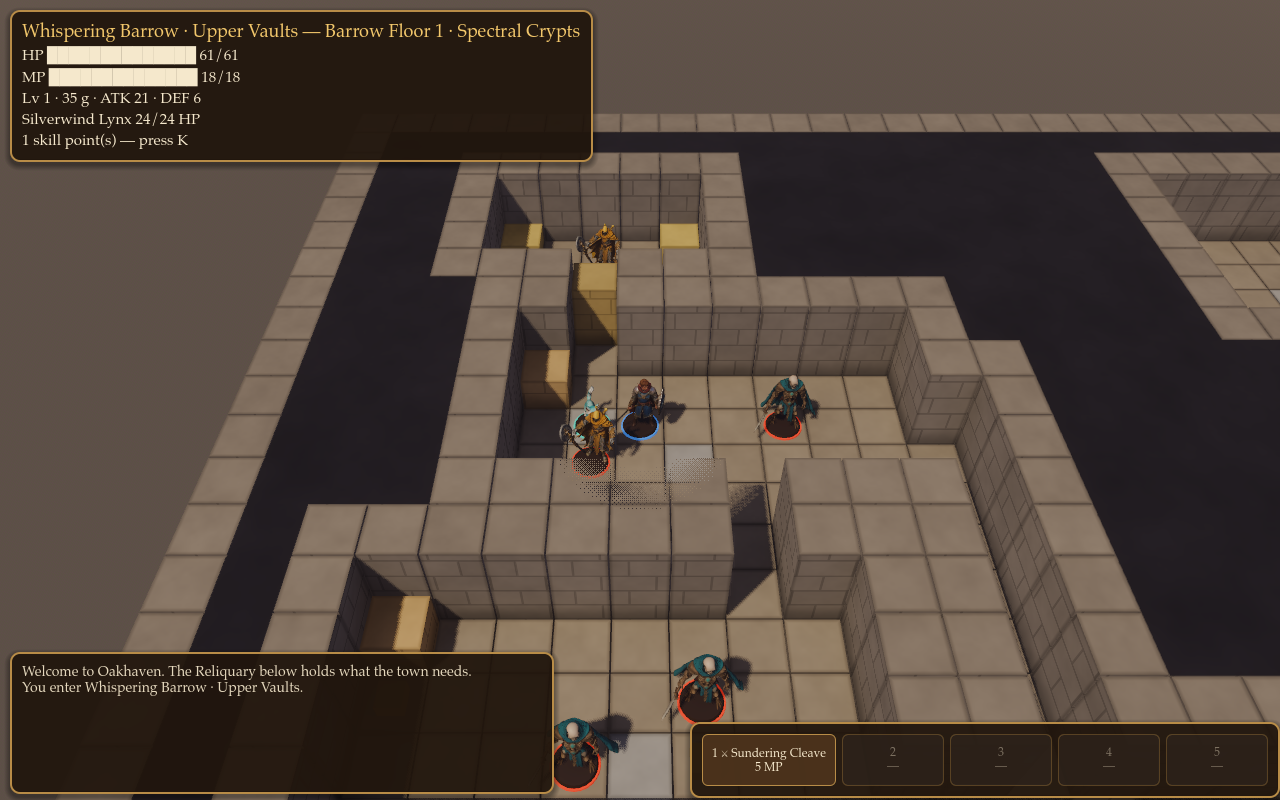 Whispering Barrow · Upper Vaults — Barrow Floor 1 · Spectral Crypts
HP 61/61
MP 18/18
Lv 1 · 35 g · ATK 21 · DEF 6
Silverwind Lynx 24/24 HP
1 skill point(s) — press K
Welcome to Oakhaven. The Reliquary below holds what the town needs.
You enter Whispering Barrow · Upper Vaults.
1 ⚔ Sundering Cleave
5 MP
2
—
3
—
4
—
5
—